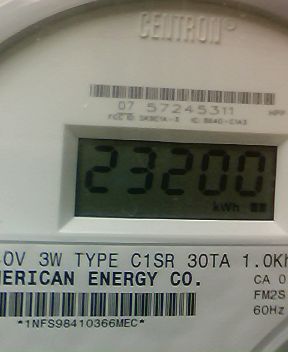 CENTRON®
07 57245311
23200
kWh
0V 3W TYPE C1SR 30TA 1.0Kh
MERICAN ENERGY CO.
CA 0
FM2S
60Hz
*1NFS98410366MEC*